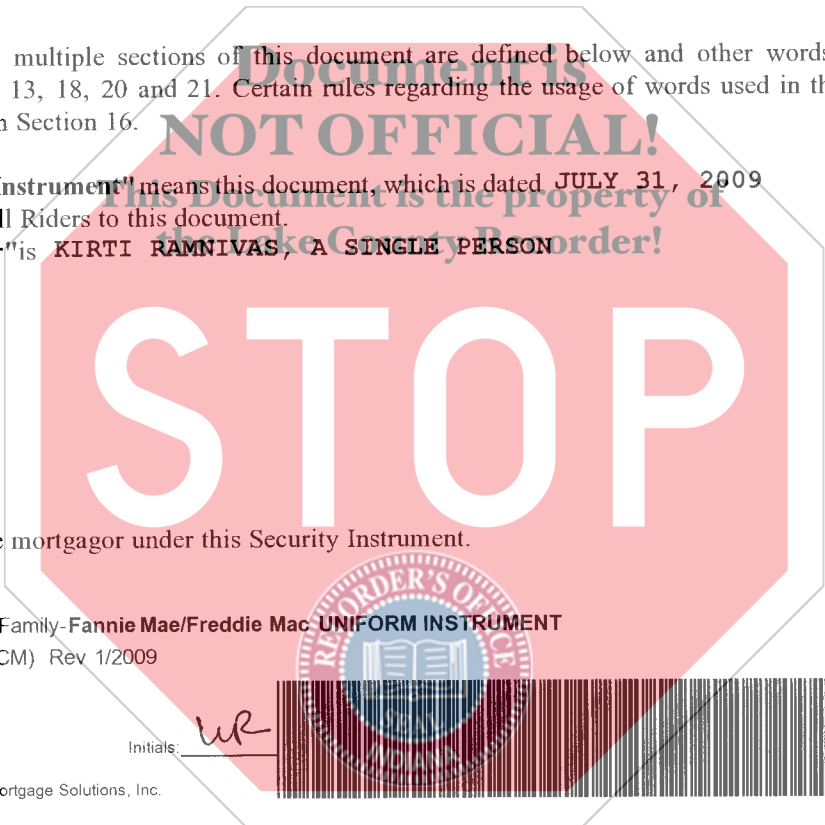 multiple sections of this document are defined below and other words
13, 18, 20 and 21. Certain rules regarding the usage of words used in th
n Section 16.
Document is
NOT OFFICIAL!
This Document is the property of
the Lake County Recorder!
Instrument" means this document, which is dated JULY 31, 2009
ll Riders to this document.
r" is KIRTI RAMNIVAS, A SINGLE PERSON
STOP
e mortgagor under this Security Instrument.
Family-Fannie Mae/Freddie Mac UNIFORM INSTRUMENT
CM) Rev 1/2009
RECORDER'S OFFICE
SEAL
INDIANA
Initials: KR
ortgage Solutions, Inc.